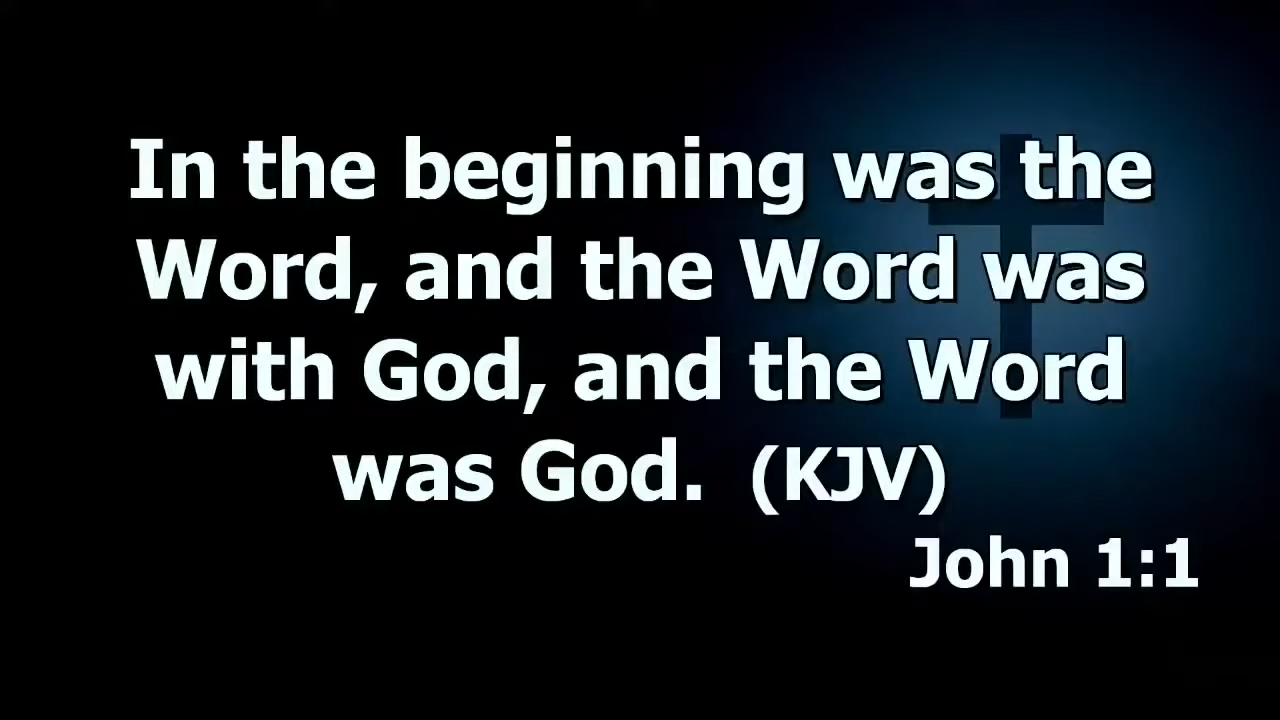 In the beginning was the
Word, and the Word was
with God, and the Word
was God.  (KJV)
John 1:1